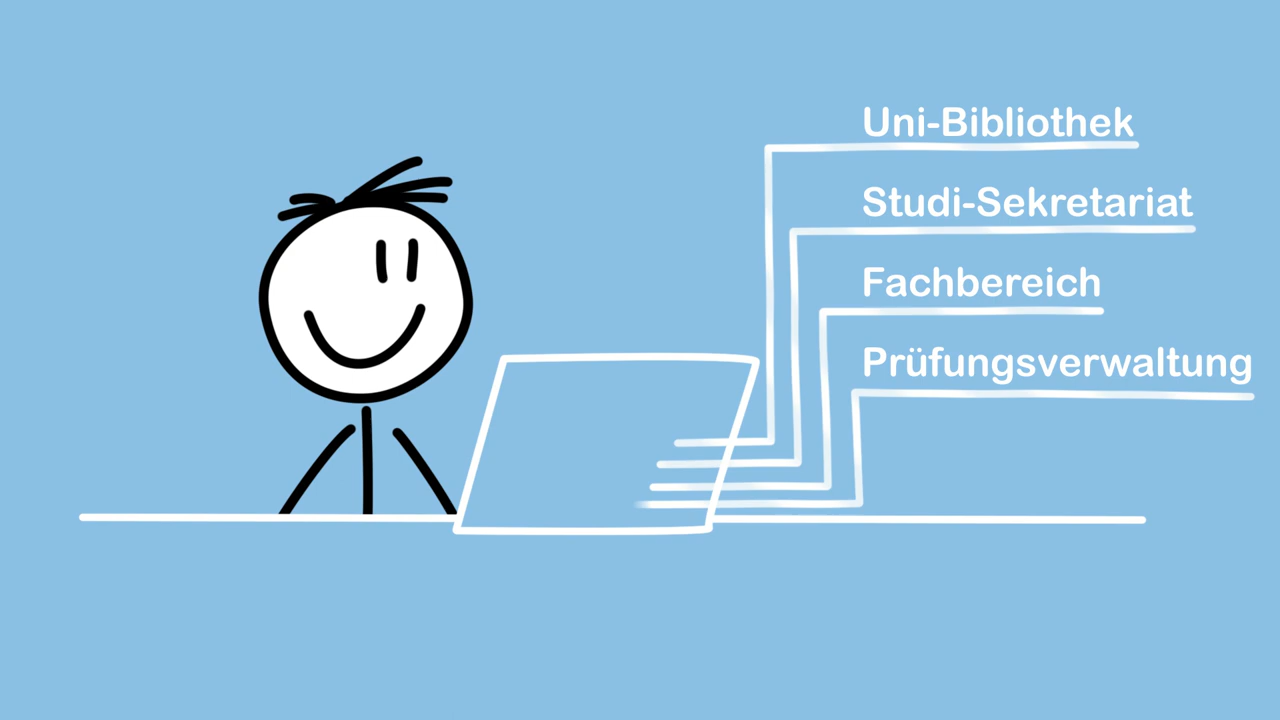 Uni-Bibliothek
Studi-Sekretariat
Fachbereich
Prüfungsverwaltung